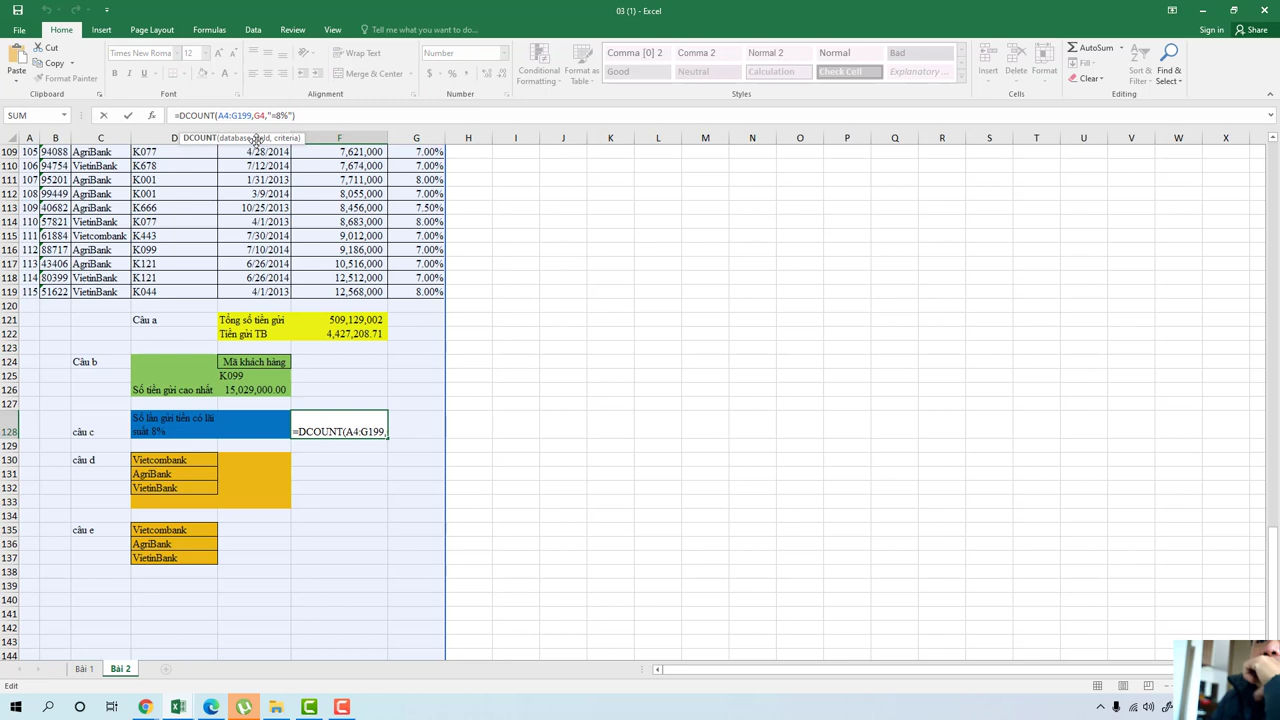 03 (1) - Excel
Sign in
Share
File
Home
Insert
Page Layout
Formulas
Data
Review
View
Tell me what you want to do...
Paste
Cut
Copy
Format Painter
Clipboard
Times New Roma
12
B
I
U
Font
Wrap Text
Merge & Center
Alignment
Number
$
%
Number
Conditional
Formatting
Format as
Table
Comma [0] 2
Comma 2
Normal 2
Normal
Bad
Good
Neutral
Calculation
Check Cell
Explanatory ...
Styles
Insert
Delete
Format
Cells
AutoSum
Fill
Clear
Sort &
Filter
Find &
Select
Editing
SUM
fx
=DCOUNT(A4:G199,G4,"=8%")
DCOUNT(database, field, criteria)
A B C D F G H I J K L M N O P Q R S T U V W X
109 105 94088 AgriBank K077 4/28/2014 7,621,000 7.00%
110 106 94754 VietinBank K678 7/12/2014 7,674,000 7.00%
111 107 95201 AgriBank K001 1/31/2013 7,711,000 8.00%
112 108 99449 AgriBank K001 3/9/2014 8,055,000 7.00%
113 109 40682 AgriBank K666 10/25/2013 8,456,000 7.50%
114 110 57821 VietinBank K077 4/1/2013 8,683,000 8.00%
115 111 61884 Vietcombank K443 7/30/2014 9,012,000 7.00%
116 112 88717 AgriBank K099 7/10/2014 9,186,000 7.00%
117 113 43406 AgriBank K121 6/26/2014 10,516,000 7.00%
118 114 80399 VietinBank K121 6/26/2014 12,512,000 7.00%
119 115 51622 VietinBank K044 4/1/2013 12,568,000 8.00%
120
121 Câu a Tổng số tiền gửi 509,129,002
122 Tiền gửi TB 4,427,208.71
123
124 Câu b Mã khách hàng
125 K099
126 Số tiền gửi cao nhất 15,029,000.00
127
Số lần gửi tiền có lãi
128 câu c suất 8% =DCOUNT(A4:G199,
129
130 câu d Vietcombank
131 AgriBank
132 VietinBank
133
134
135 câu e Vietcombank
136 AgriBank
137 VietinBank
138
139
140
141
142
143
144
Bài 1
Bài 2
Edit